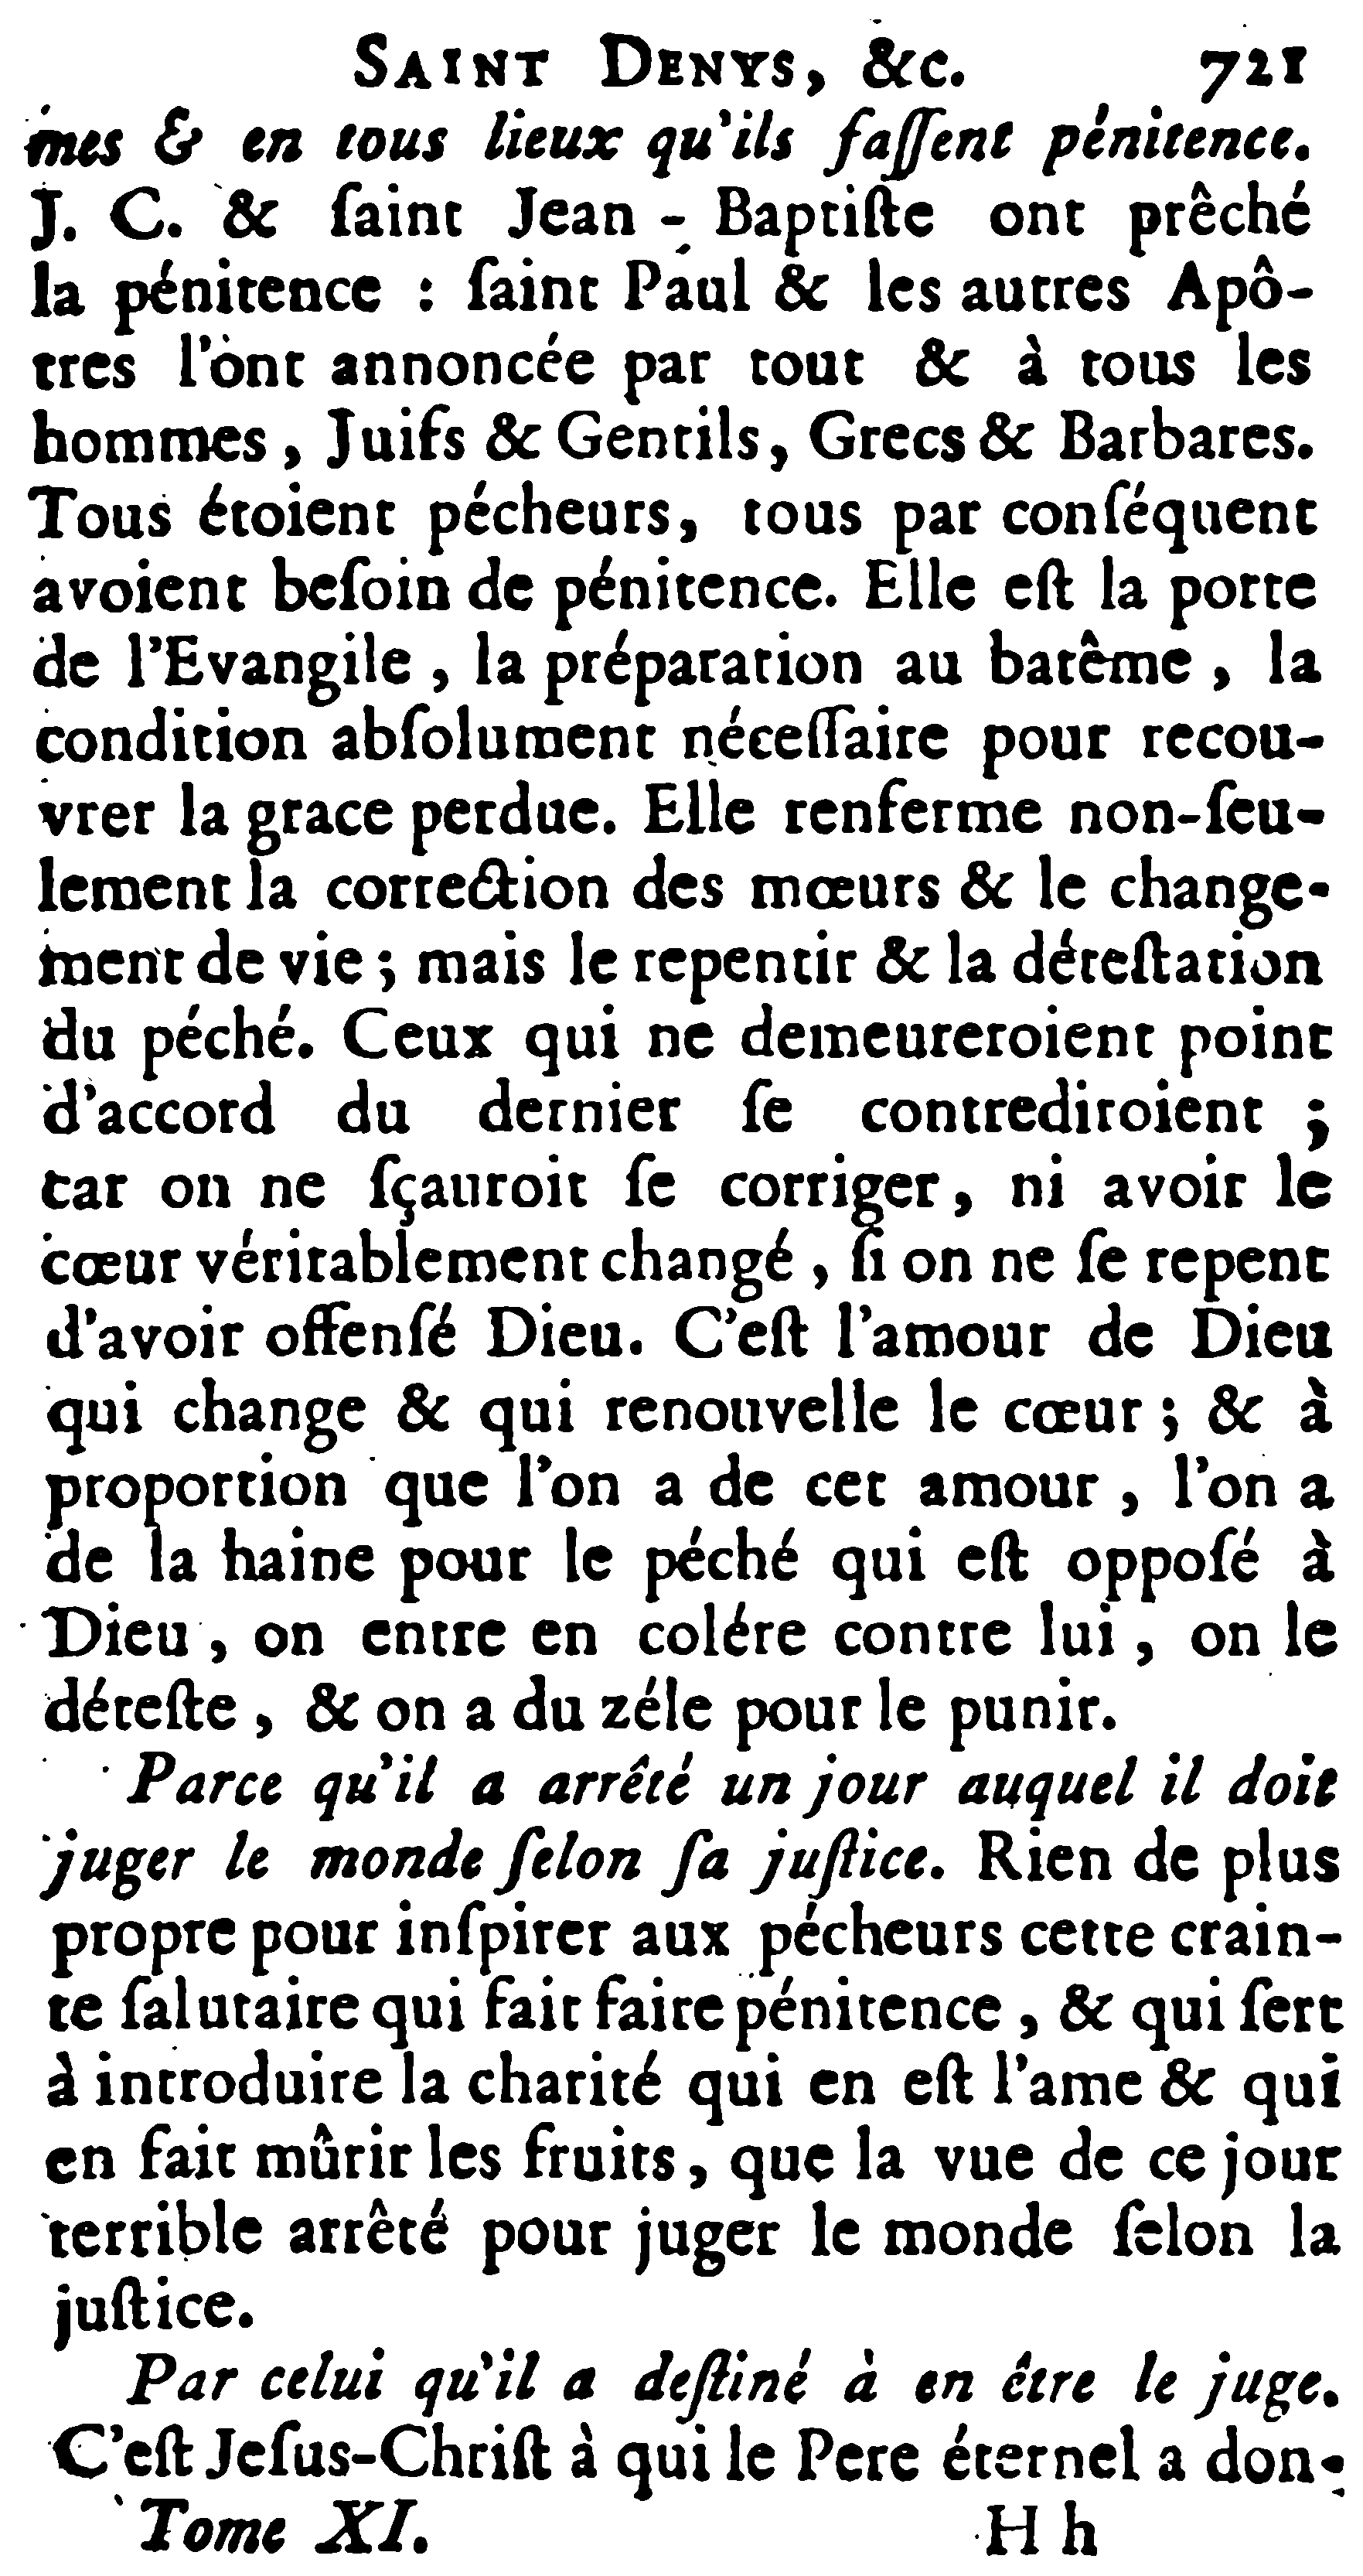 SAINT DENYS, &c. 721
mes & en tous lieux qu'ils faſſent pénitence.
J. C. & ſaint Jean - Baptiſte ont prêché
la pénitence : ſaint Paul & les autres Apô-
tres l'ont annoncée par tout & à tous les
hommes, Juifs & Gentils, Grecs & Barbares.
Tous étoient pécheurs, tous par conſéquent
avoient beſoin de pénitence. Elle eſt la porte
de l'Evangile, la préparation au batême, la
condition abſolument néceſſaire pour recou-
vrer la grace perdue. Elle renferme non-ſeu-
lement la correction des mœurs & le change-
ment de vie ; mais le repentir & la déteſtation
du péché. Ceux qui ne demeureroient point
d'accord du dernier ſe contrediroient ;
car on ne ſçauroit ſe corriger, ni avoir le
cœur véritablement changé, ſi on ne ſe repent
d'avoir offenſé Dieu. C'eſt l'amour de Dieu
qui change & qui renouvelle le cœur ; & à
proportion que l'on a de cet amour, l'on a
de la haine pour le péché qui eſt oppoſé à
Dieu, on entre en colére contre lui, on le
déteſte, & on a du zéle pour le punir.
Parce qu'il a arrêté un jour auquel il doit
juger le monde ſelon ſa juſtice. Rien de plus
propre pour inſpirer aux pécheurs cette crain-
te ſalutaire qui fait faire pénitence, & qui ſert
à introduire la charité qui en eſt l'ame & qui
en fait mûrir les fruits, que la vue de ce jour
terrible arrêté pour juger le monde ſelon la
juſtice.
Par celui qu'il a deſtiné à en être le juge.
C'eſt Jeſus-Chriſt à qui le Pere éternel a don-
Tome XI. H h